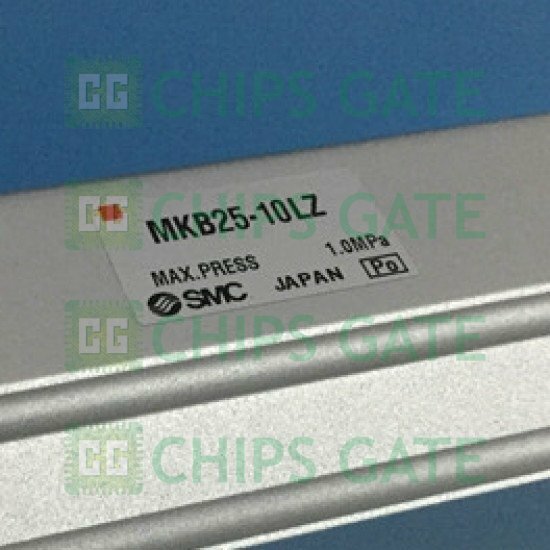 CG CHIPS GATE
MKB25-10LZ
CG CHIPS GATE
MAX.PRESS 1.0MPa
SMC JAPAN
CG CHIPS GATE
CG CHIPS GATE